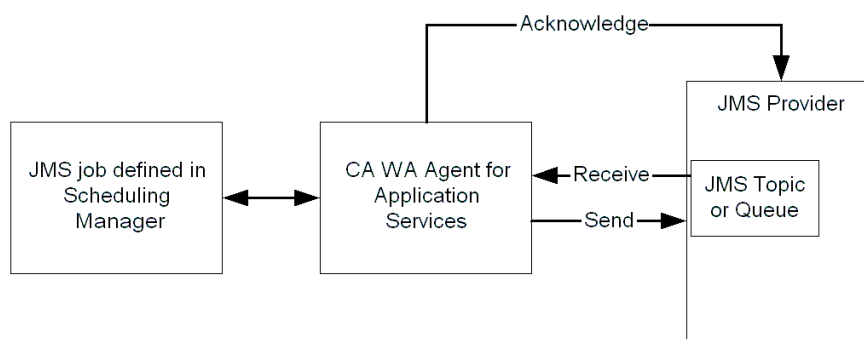 Acknowledge
JMS Provider
JMS job defined in
Scheduling
Manager
CA WA Agent for
Application
Services
Receive
Send
JMS Topic
or Queue